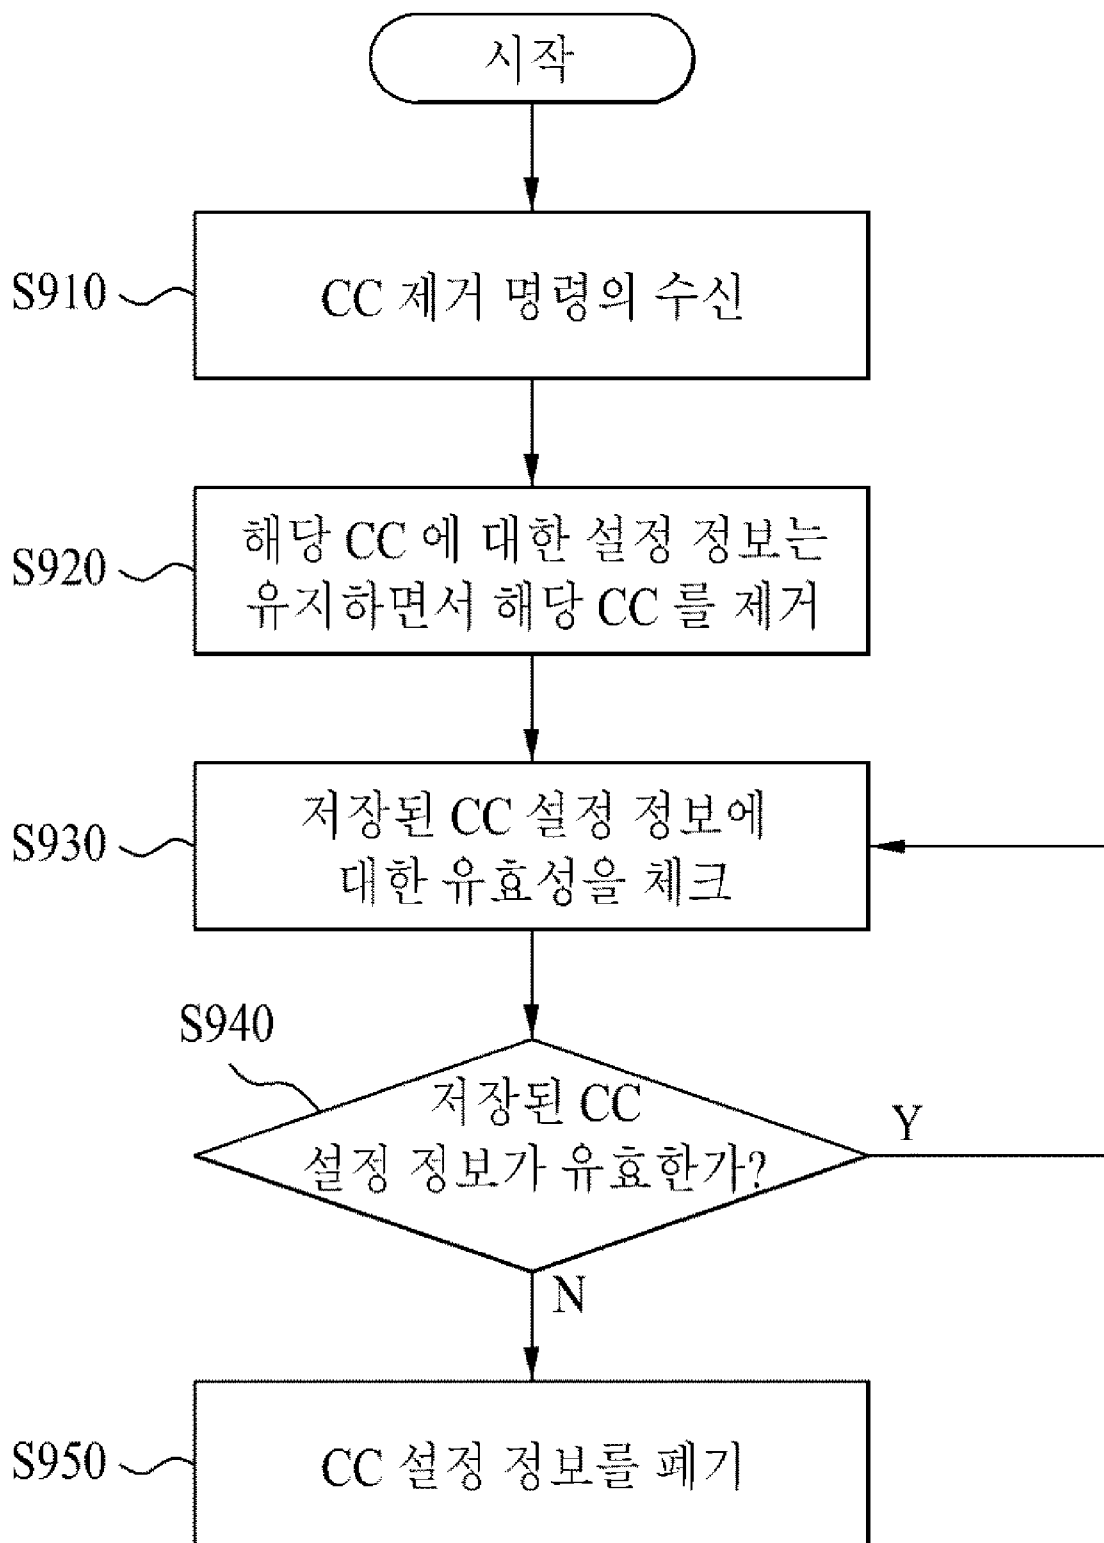 시작
S910
CC 제거 명령의 수신
S920
해당 CC 에 대한 설정 정보는
유지하면서 해당 CC 를 제거
S930
저장된 CC 설정 정보에
대한 유효성을 체크
S940
저장된 CC
설정 정보가 유효한가?
Y
N
S950
CC 설정 정보를 폐기